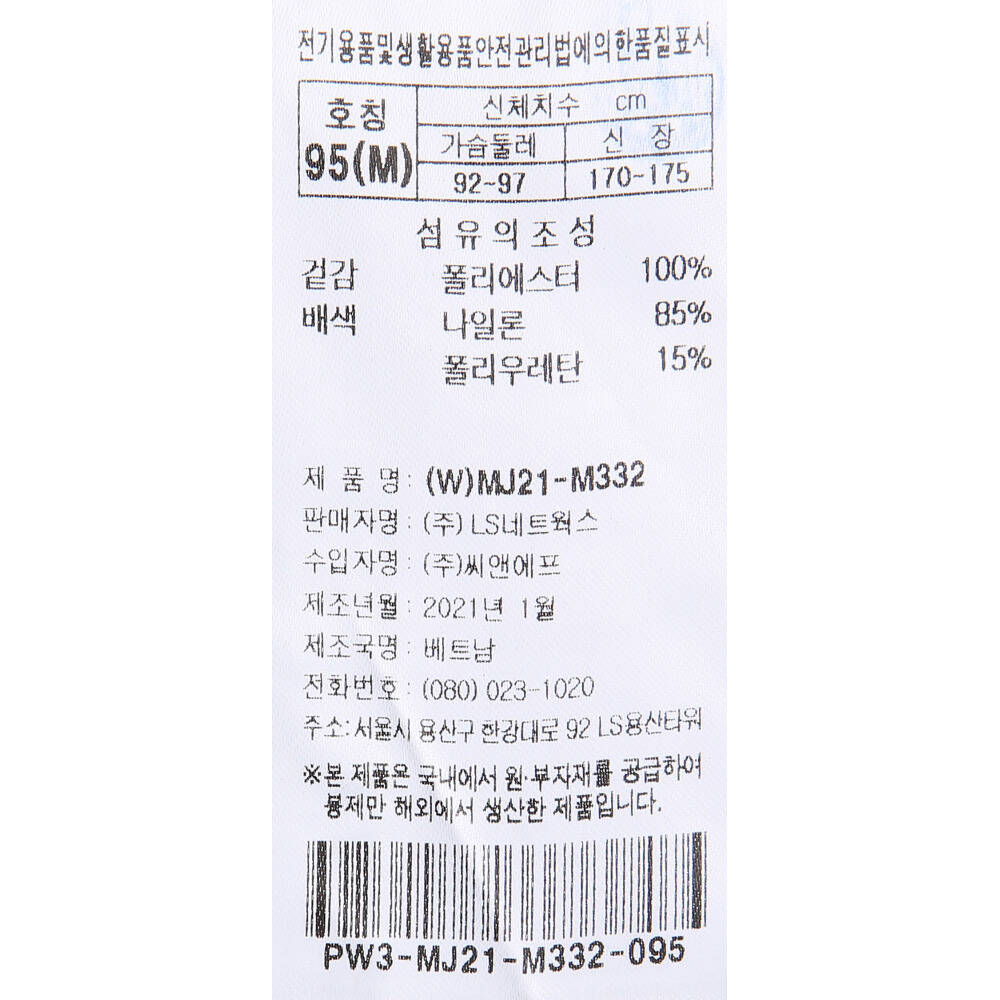 전기용품및생활용품안전관리법에의한품질표시
호칭 신체치수 cm
95(M) 가슴둘레 신 장
92~97 170~175
섬유의조성
겉감 폴리에스터 100%
배색 나일론 85%
폴리우레탄 15%
제 품 명: (W)MJ21-M332
판매자명: (주)LS네트웍스
수입자명: (주)씨앤에프
제조년월: 2021년 1월
제조국명: 베트남
전화번호: (080) 023-1020
주소:서울시 용산구 한강대로 92 LS용산타워
※본 제품은 국내에서 원·부자재를 공급하여
봉제만 해외에서 생산한 제품입니다.
PW3-MJ21-M332-095